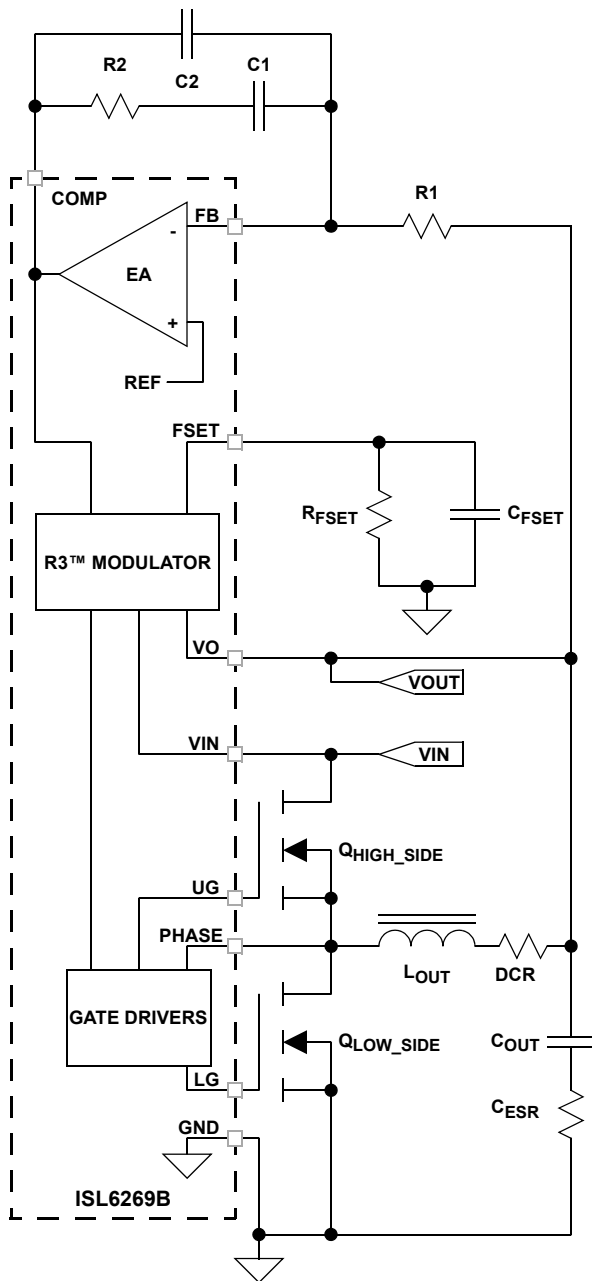 R2
C2
C1
COMP
FB
R1
-
EA
+
REF
FSET
RFSET
CFSET
R3™ MODULATOR
VO
VOUT
VIN
VIN
QHIGH_SIDE
UG
PHASE
LOUT
DCR
GATE DRIVERS
QLOW_SIDE
COUT
LG
CESR
GND
ISL6269B